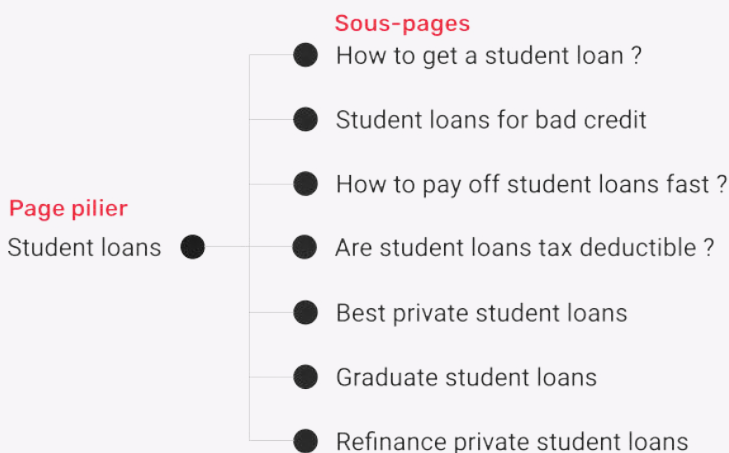 Sous-pages
How to get a student loan ?
Student loans for bad credit
How to pay off student loans fast ?
Page pilier
Student loans
Are student loans tax deductible ?
Best private student loans
Graduate student loans
Refinance private student loans